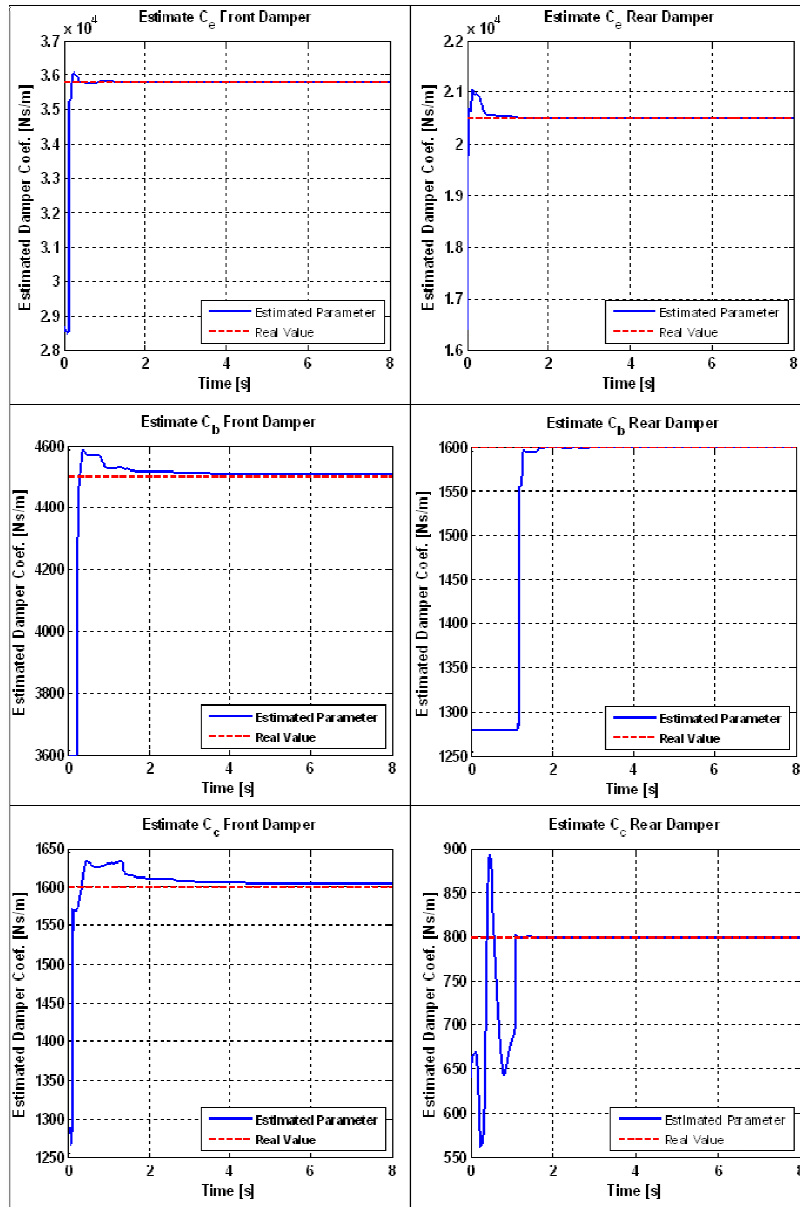 Estimate Ce Front Damper
x 10^4
3.7
3.6
3.5
3.4
3.3
3.2
3.1
3
2.9
2.8
Estimated Damper Coef. [Ns/m]
Estimated Parameter
Real Value
0 2 4 6 8
Time [s]
Estimate Ce Rear Damper
x 10^4
2.2
2.1
2
1.9
1.8
1.7
1.6
Estimated Damper Coef. [Ns/m]
Estimated Parameter
Real Value
0 2 4 6 8
Time [s]
Estimate Cb Front Damper
4600
4400
4200
4000
3800
3600
Estimated Damper Coef. [Ns/m]
Estimated Parameter
Real Value
0 2 4 6 8
Time [s]
Estimate Cb Rear Damper
1600
1550
1500
1450
1400
1350
1300
1250
Estimated Damper Coef. [Ns/m]
Estimated Parameter
Real Value
0 2 4 6 8
Time [s]
Estimate Cc Front Damper
1650
1600
1550
1500
1450
1400
1350
1300
1250
Estimated Damper Coef. [Ns/m]
Estimated Parameter
Real Value
0 2 4 6 8
Time [s]
Estimate Cc Rear Damper
900
850
800
750
700
650
600
550
Estimated Damper Coef. [Ns/m]
Estimated Parameter
Real Value
0 2 4 6 8
Time [s]